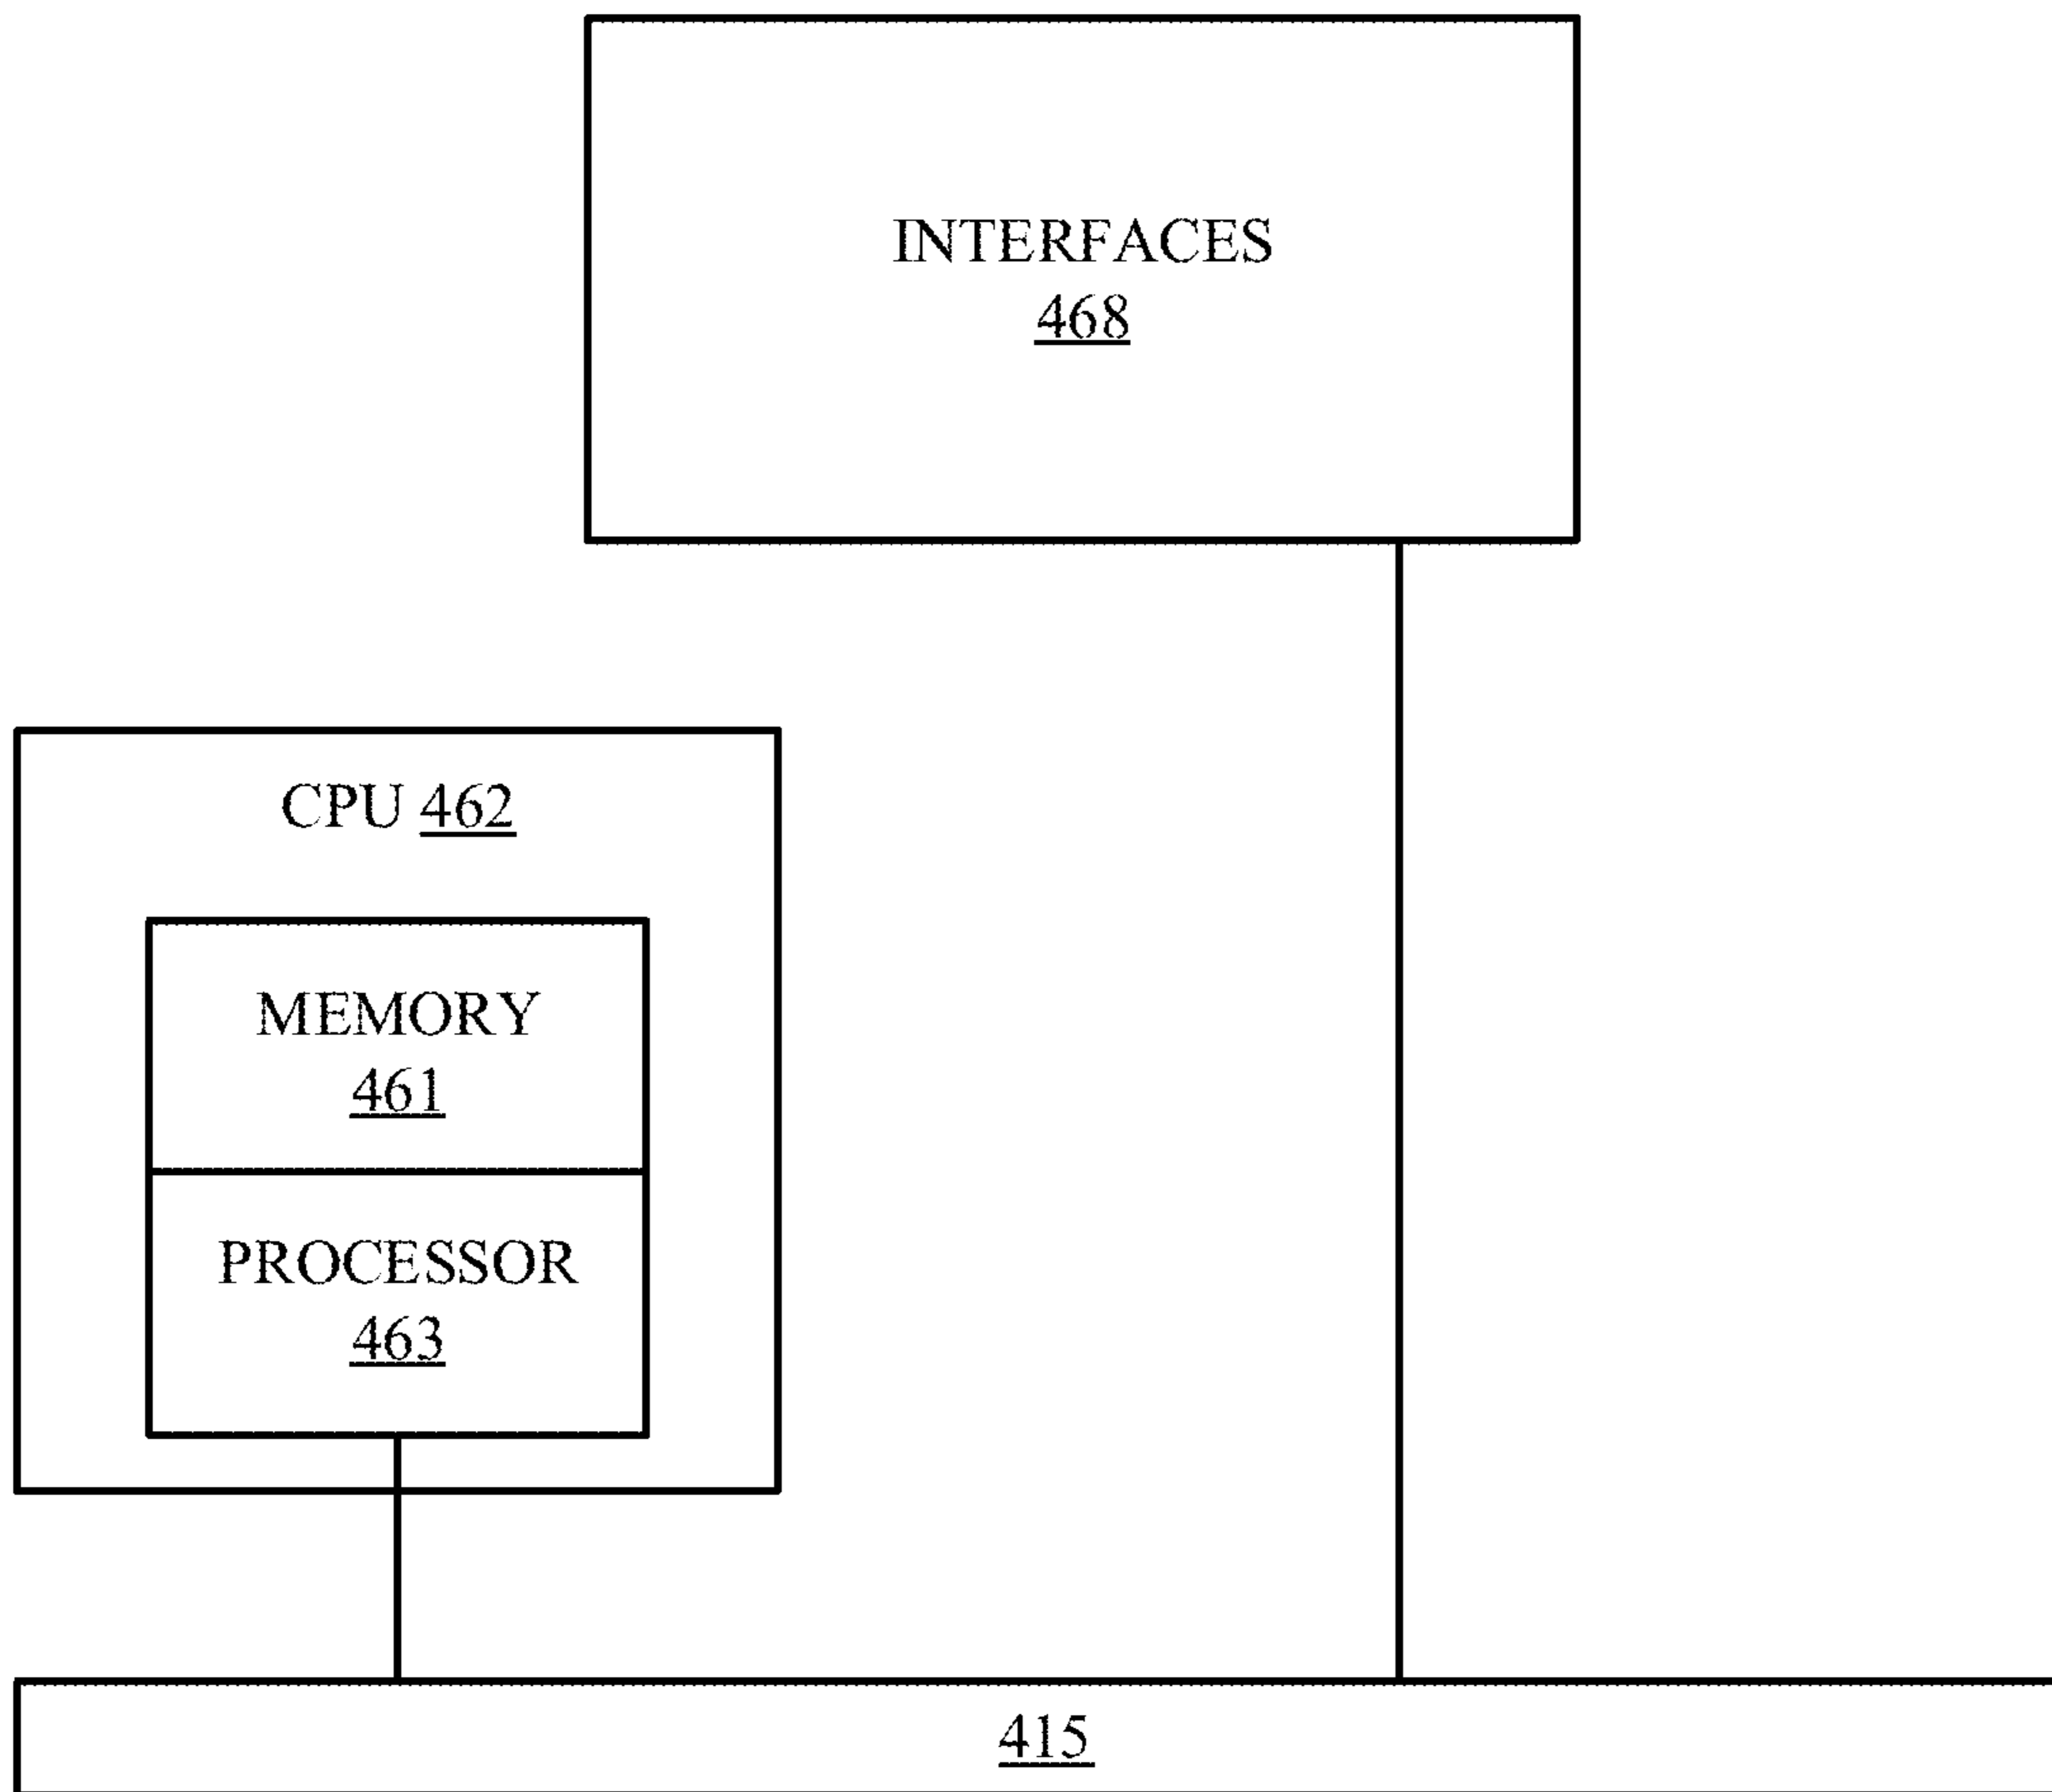 INTERFACES
468
CPU 462
MEMORY
461
PROCESSOR
463
415